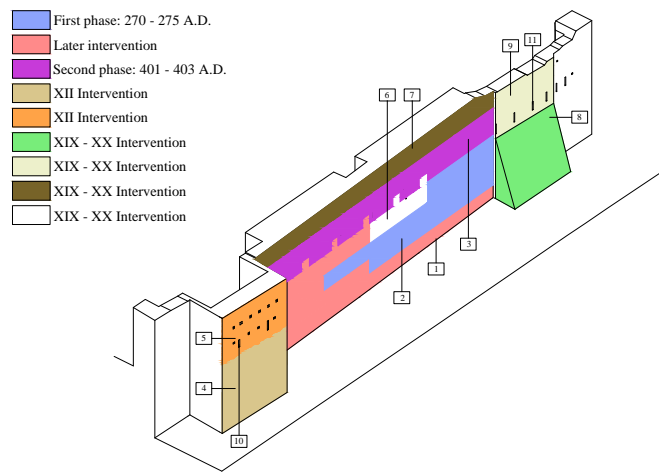 First phase: 270 - 275 A.D.
Later intervention
Second phase: 401 - 403 A.D.
XII Intervention
XII Intervention
XIX - XX Intervention
XIX - XX Intervention
XIX - XX Intervention
XIX - XX Intervention
9
11
6
7
8
3
1
2
5
4
10